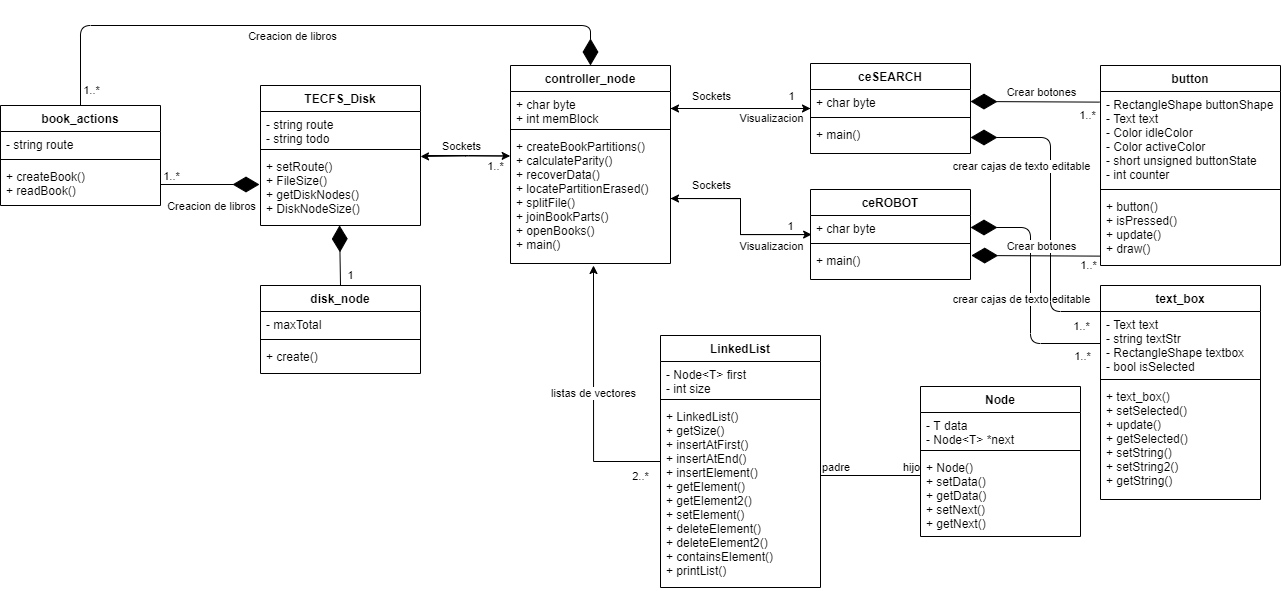 Creacion de libros
1..*
book_actions
- string route
+ createBook()
+ readBook()
1..*
Creacion de libros
TECFS_Disk
- string route
- string todo
+ setRoute()
+ FileSize()
+ getDiskNodes()
+ DiskNodeSize()
1
disk_node
- maxTotal
+ create()
Sockets
1..*
controller_node
+ char byte
+ int memBlock
+ createBookPartitions()
+ calculateParity()
+ recoverData()
+ locatePartitionErased()
+ splitFile()
+ joinBookParts()
+ openBooks()
+ main()
Sockets
1
Visualizacion
Sockets
1
Visualizacion
ceSEARCH
+ char byte
+ main()
ceROBOT
+ char byte
+ main()
Crear botones
1..*
crear cajas de texto editable
Crear botones
1..*
crear cajas de texto editable
1..*
1..*
button
- RectangleShape buttonShape
- Text text
- Color idleColor
- Color activeColor
- short unsigned buttonState
- int counter
+ button()
+ isPressed()
+ update()
+ draw()
text_box
- Text text
- string textStr
- RectangleShape textbox
- bool isSelected
+ text_box()
+ setSelected()
+ update()
+ getSelected()
+ setString()
+ setString2()
+ getString()
listas de vectores
2..*
LinkedList
- Node<T> first
- int size
+ LinkedList()
+ getSize()
+ insertAtFirst()
+ insertAtEnd()
+ insertElement()
+ getElement()
+ getElement2()
+ setElement()
+ deleteElement()
+ deleteElement2()
+ containsElement()
+ printList()
padre
hijo
Node
- T data
- Node<T> *next
+ Node()
+ setData()
+ getData()
+ setNext()
+ getNext()